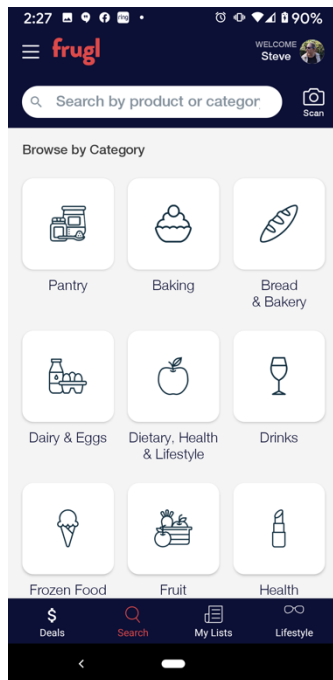 2:27
ring
90%
frugl
WELCOME
Steve
Search by product or categor
Scan
Browse by Category
Pantry
Baking
Bread
& Bakery
Dairy & Eggs
Dietary, Health
& Lifestyle
Drinks
Frozen Food
Fruit
Health
Deals
Search
My Lists
Lifestyle